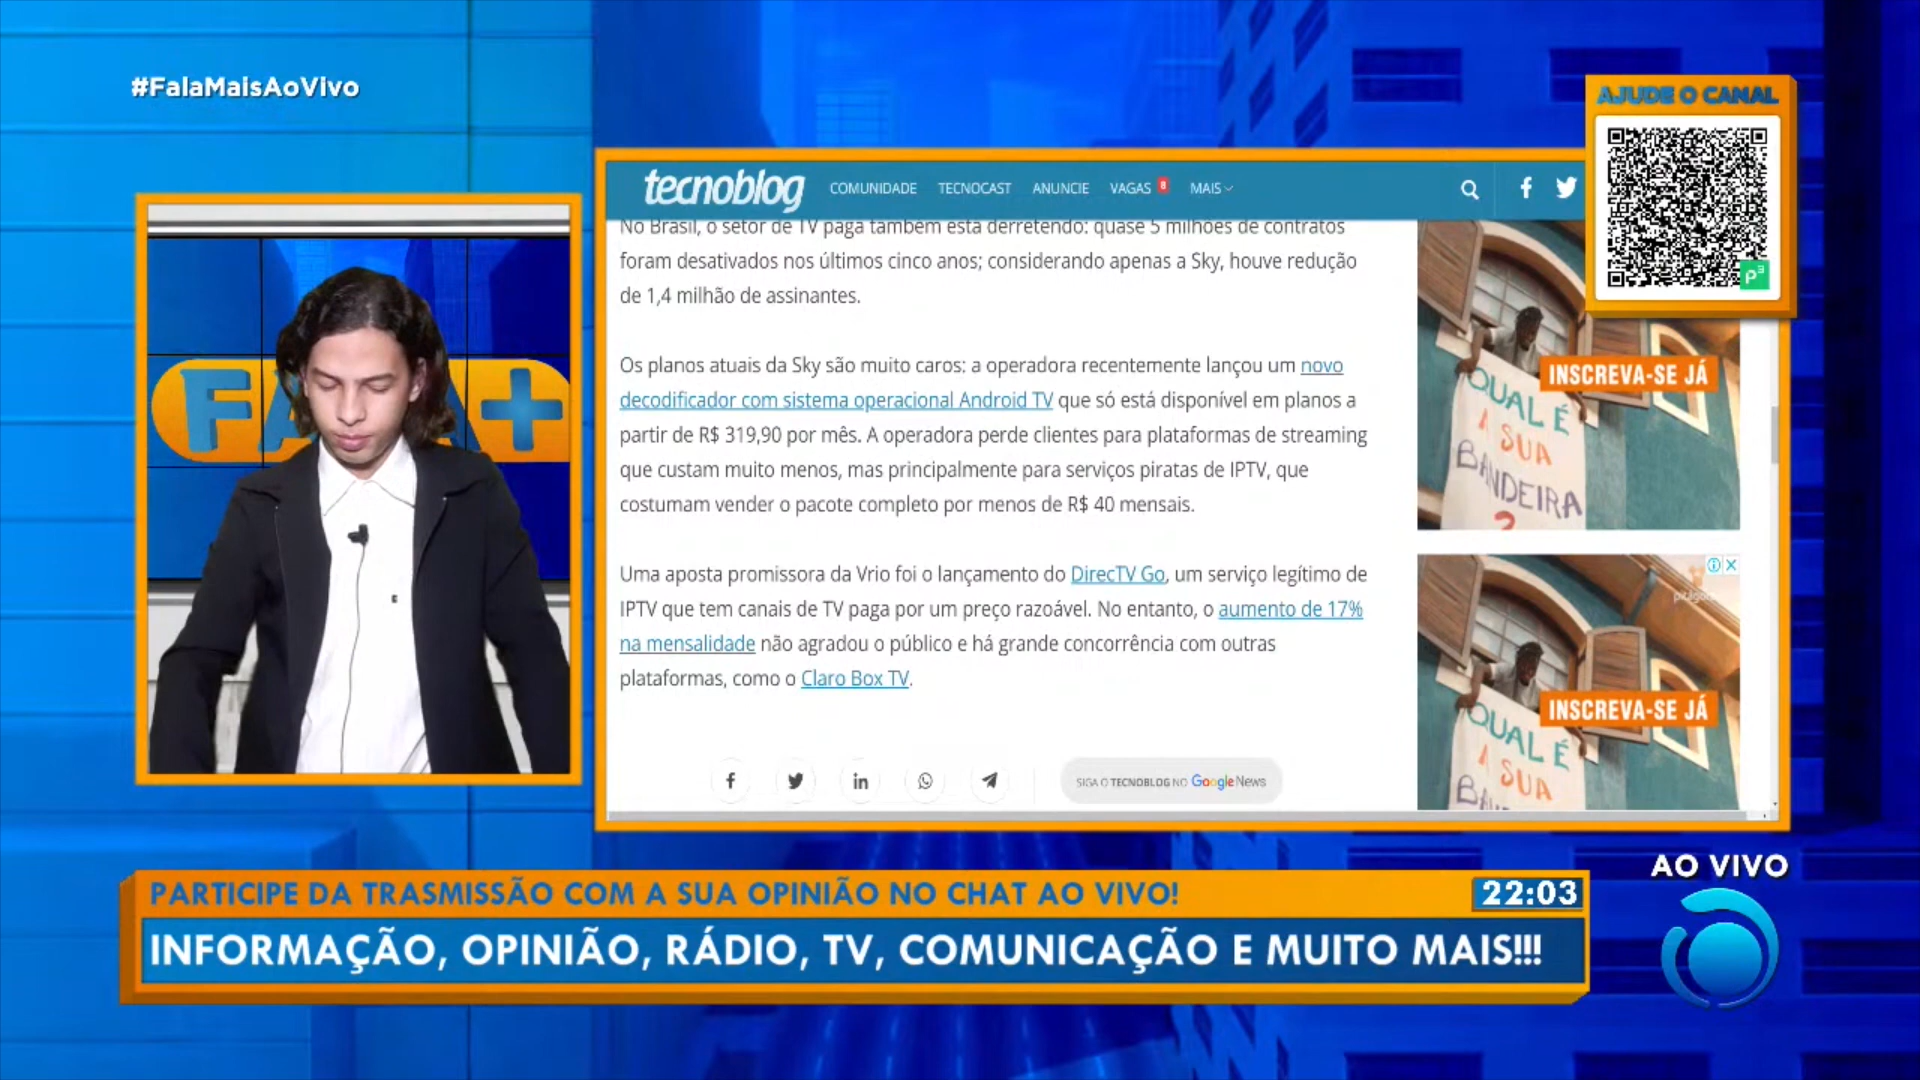 #FalaMaisAoVivo
AJUDE O CANAL
tecnoblog
COMUNIDADE TECNOCAST ANUNCIE VAGAS 8 MAIS
No Brasil, o setor de TV paga também está derretendo: quase 5 milhões de contratos
foram desativados nos últimos cinco anos; considerando apenas a Sky, houve redução
de 1,4 milhão de assinantes.
Os planos atuais da Sky são muito caros: a operadora recentemente lançou um novo
decodificador com sistema operacional Android TV que só está disponível em planos a
partir de R$ 319,90 por mês. A operadora perde clientes para plataformas de streaming
que custam muito menos, mas principalmente para serviços piratas de IPTV, que
costumam vender o pacote completo por menos de R$ 40 mensais.
Uma aposta promissora da Vrio foi o lançamento do DirecTV Go, um serviço legítimo de
IPTV que tem canais de TV paga por um preço razoável. No entanto, o aumento de 17%
na mensalidade não agradou o público e há grande concorrência com outras
plataformas, como o Claro Box TV.
SIGA O TECNOBLOG NO Google News
INSCREVA-SE JÁ
QUAL É
A SUA
BANDEIRA
?
INSCREVA-SE JÁ
QUAL É
A SUA
FALA+
PARTICIPE DA TRASMISSÃO COM A SUA OPINIÃO NO CHAT AO VIVO!
22:03
INFORMAÇÃO, OPINIÃO, RÁDIO, TV, COMUNICAÇÃO E MUITO MAIS!!!
AO VIVO